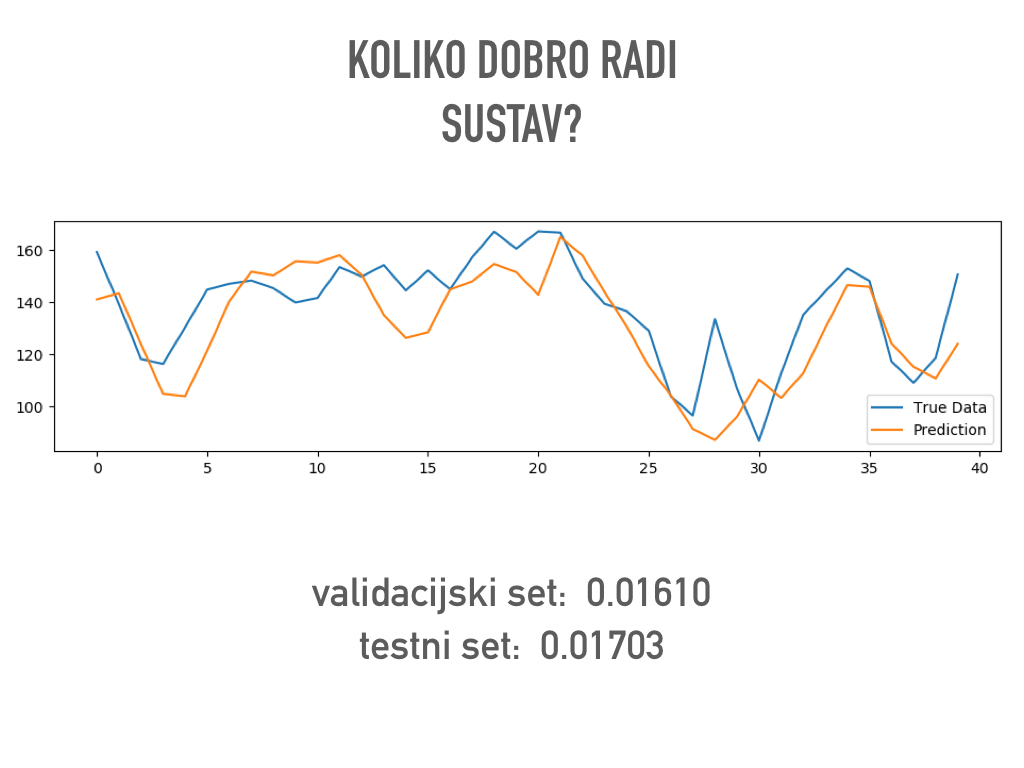 KOLIKO DOBRO RADI
SUSTAV?
160
140
120
100
True Data
Prediction
0 5 10 15 20 25 30 35 40
validacijski set: 0.01610
testni set: 0.01703